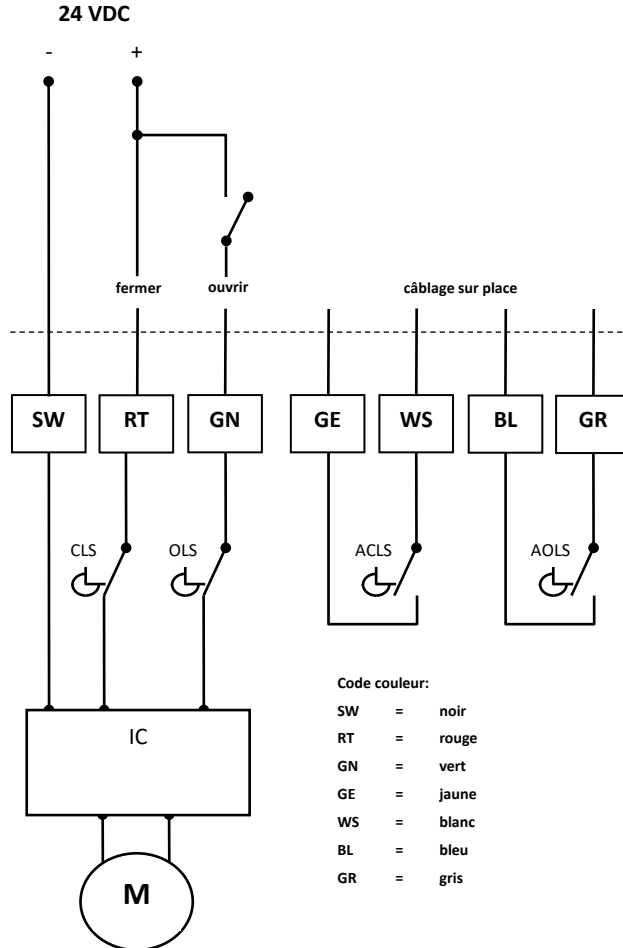 24 VDC
- +
fermer ouvrir câblage sur place
SW RT GN GE WS BL GR
CLS OLS ACLS AOLS
IC
M
Code couleur:
SW = noir
RT = rouge
GN = vert
GE = jaune
WS = blanc
BL = bleu
GR = gris